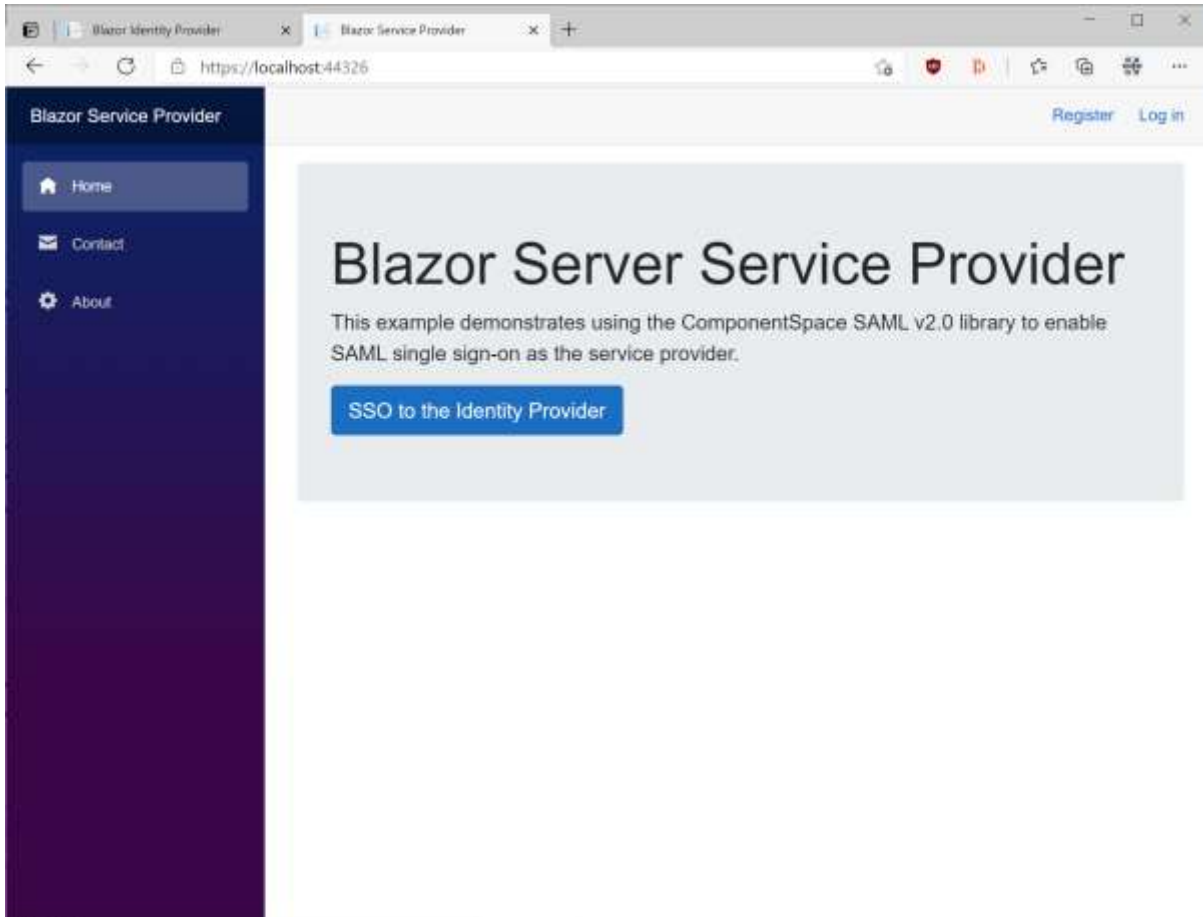 Blazor Identity Provider
Blazor Service Provider
https://localhost:44326
Blazor Service Provider
Register Log in
Home
Contact
About
Blazor Server Service Provider
This example demonstrates using the ComponentSpace SAML v2.0 library to enable
SAML single sign-on as the service provider.
SSO to the Identity Provider